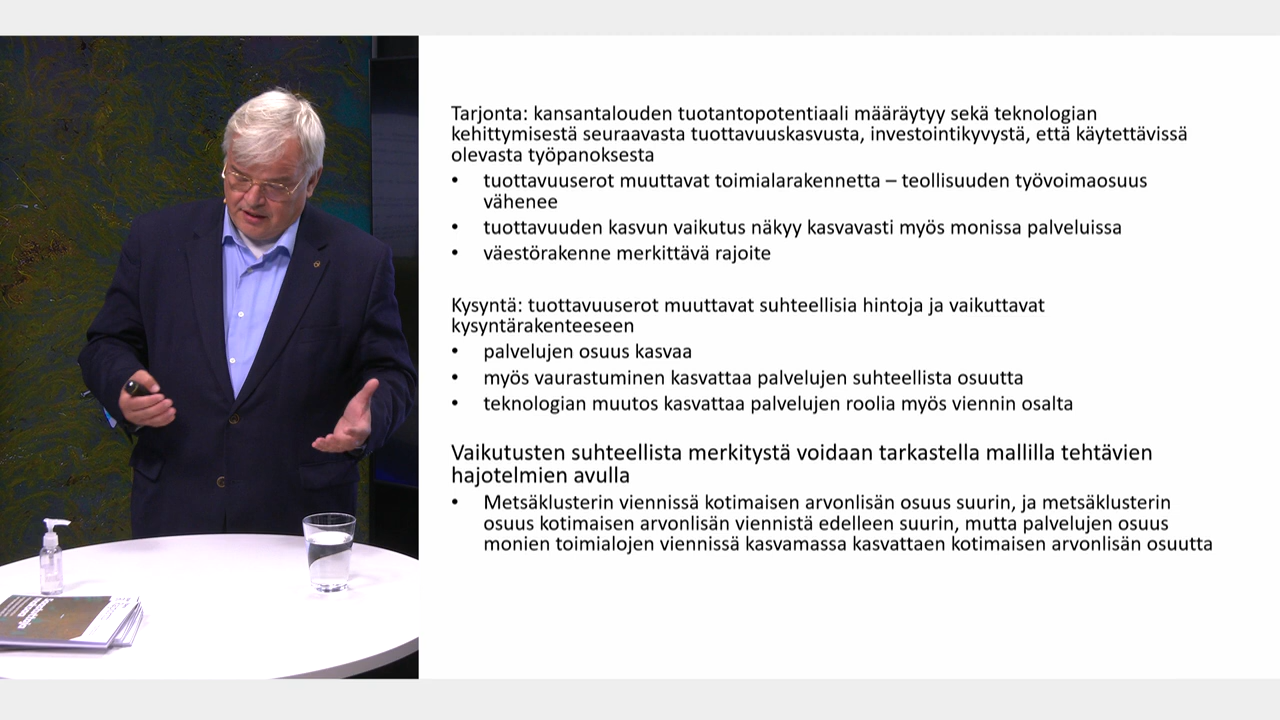 Tarjonta: kansantalouden tuotantopotentiaali määräytyy sekä teknologian
kehittymisestä seuraavasta tuottavuuskasvusta, investointikyvystä, että käytettävissä
olevasta työpanoksesta
• tuottavuuserot muuttavat toimialarakennetta – teollisuuden työvoimaosuus
vähenee
• tuottavuuden kasvun vaikutus näkyy kasvavasti myös monissa palveluissa
• väestörakenne merkittävä rajoite
Kysyntä: tuottavuuserot muuttavat suhteellisia hintoja ja vaikuttavat
kysyntärakenteeseen
• palvelujen osuus kasvaa
• myös vaurastuminen kasvattaa palvelujen suhteellista osuutta
• teknologian muutos kasvattaa palvelujen roolia myös viennin osalta
Vaikutusten suhteellista merkitystä voidaan tarkastella mallilla tehtävien
hajotelmien avulla
• Metsäklusterin viennissä kotimaisen arvonlisän osuus suurin, ja metsäklusterin
osuus kotimaisen arvonlisän viennistä edelleen suurin, mutta palvelujen osuus
monien toimialojen viennissä kasvamassa kasvattaen kotimaisen arvonlisän osuutta